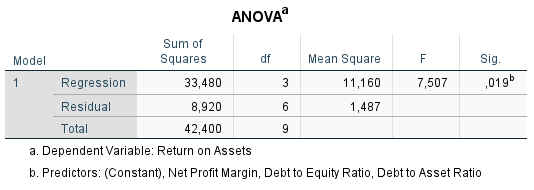 ANOVAa
Model Sum of Squares df Mean Square F Sig.
1 Regression 33,480 3 11,160 7,507 ,019b
Residual 8,920 6 1,487
Total 42,400 9
a. Dependent Variable: Return on Assets
b. Predictors: (Constant), Net Profit Margin, Debt to Equity Ratio, Debt to Asset Ratio